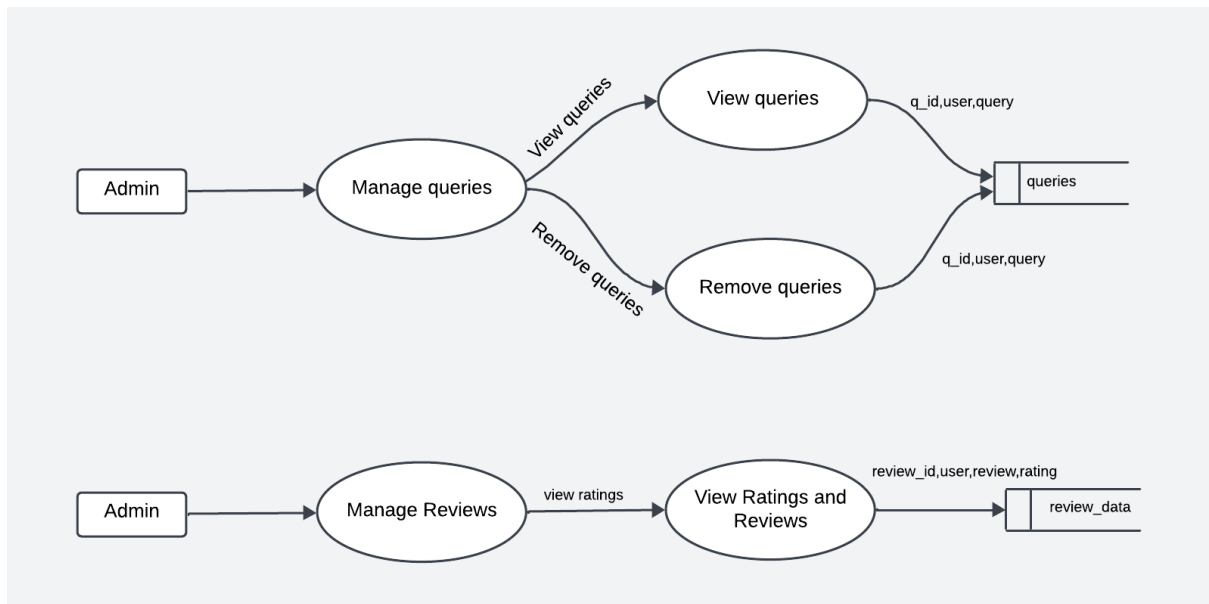 View queries
View queries
q_id,user,query
Admin
Manage queries
queries
Remove queries
Remove queries
q_id,user,query
Admin
Manage Reviews
view ratings
View Ratings and
Reviews
review_id,user,review,rating
review_data